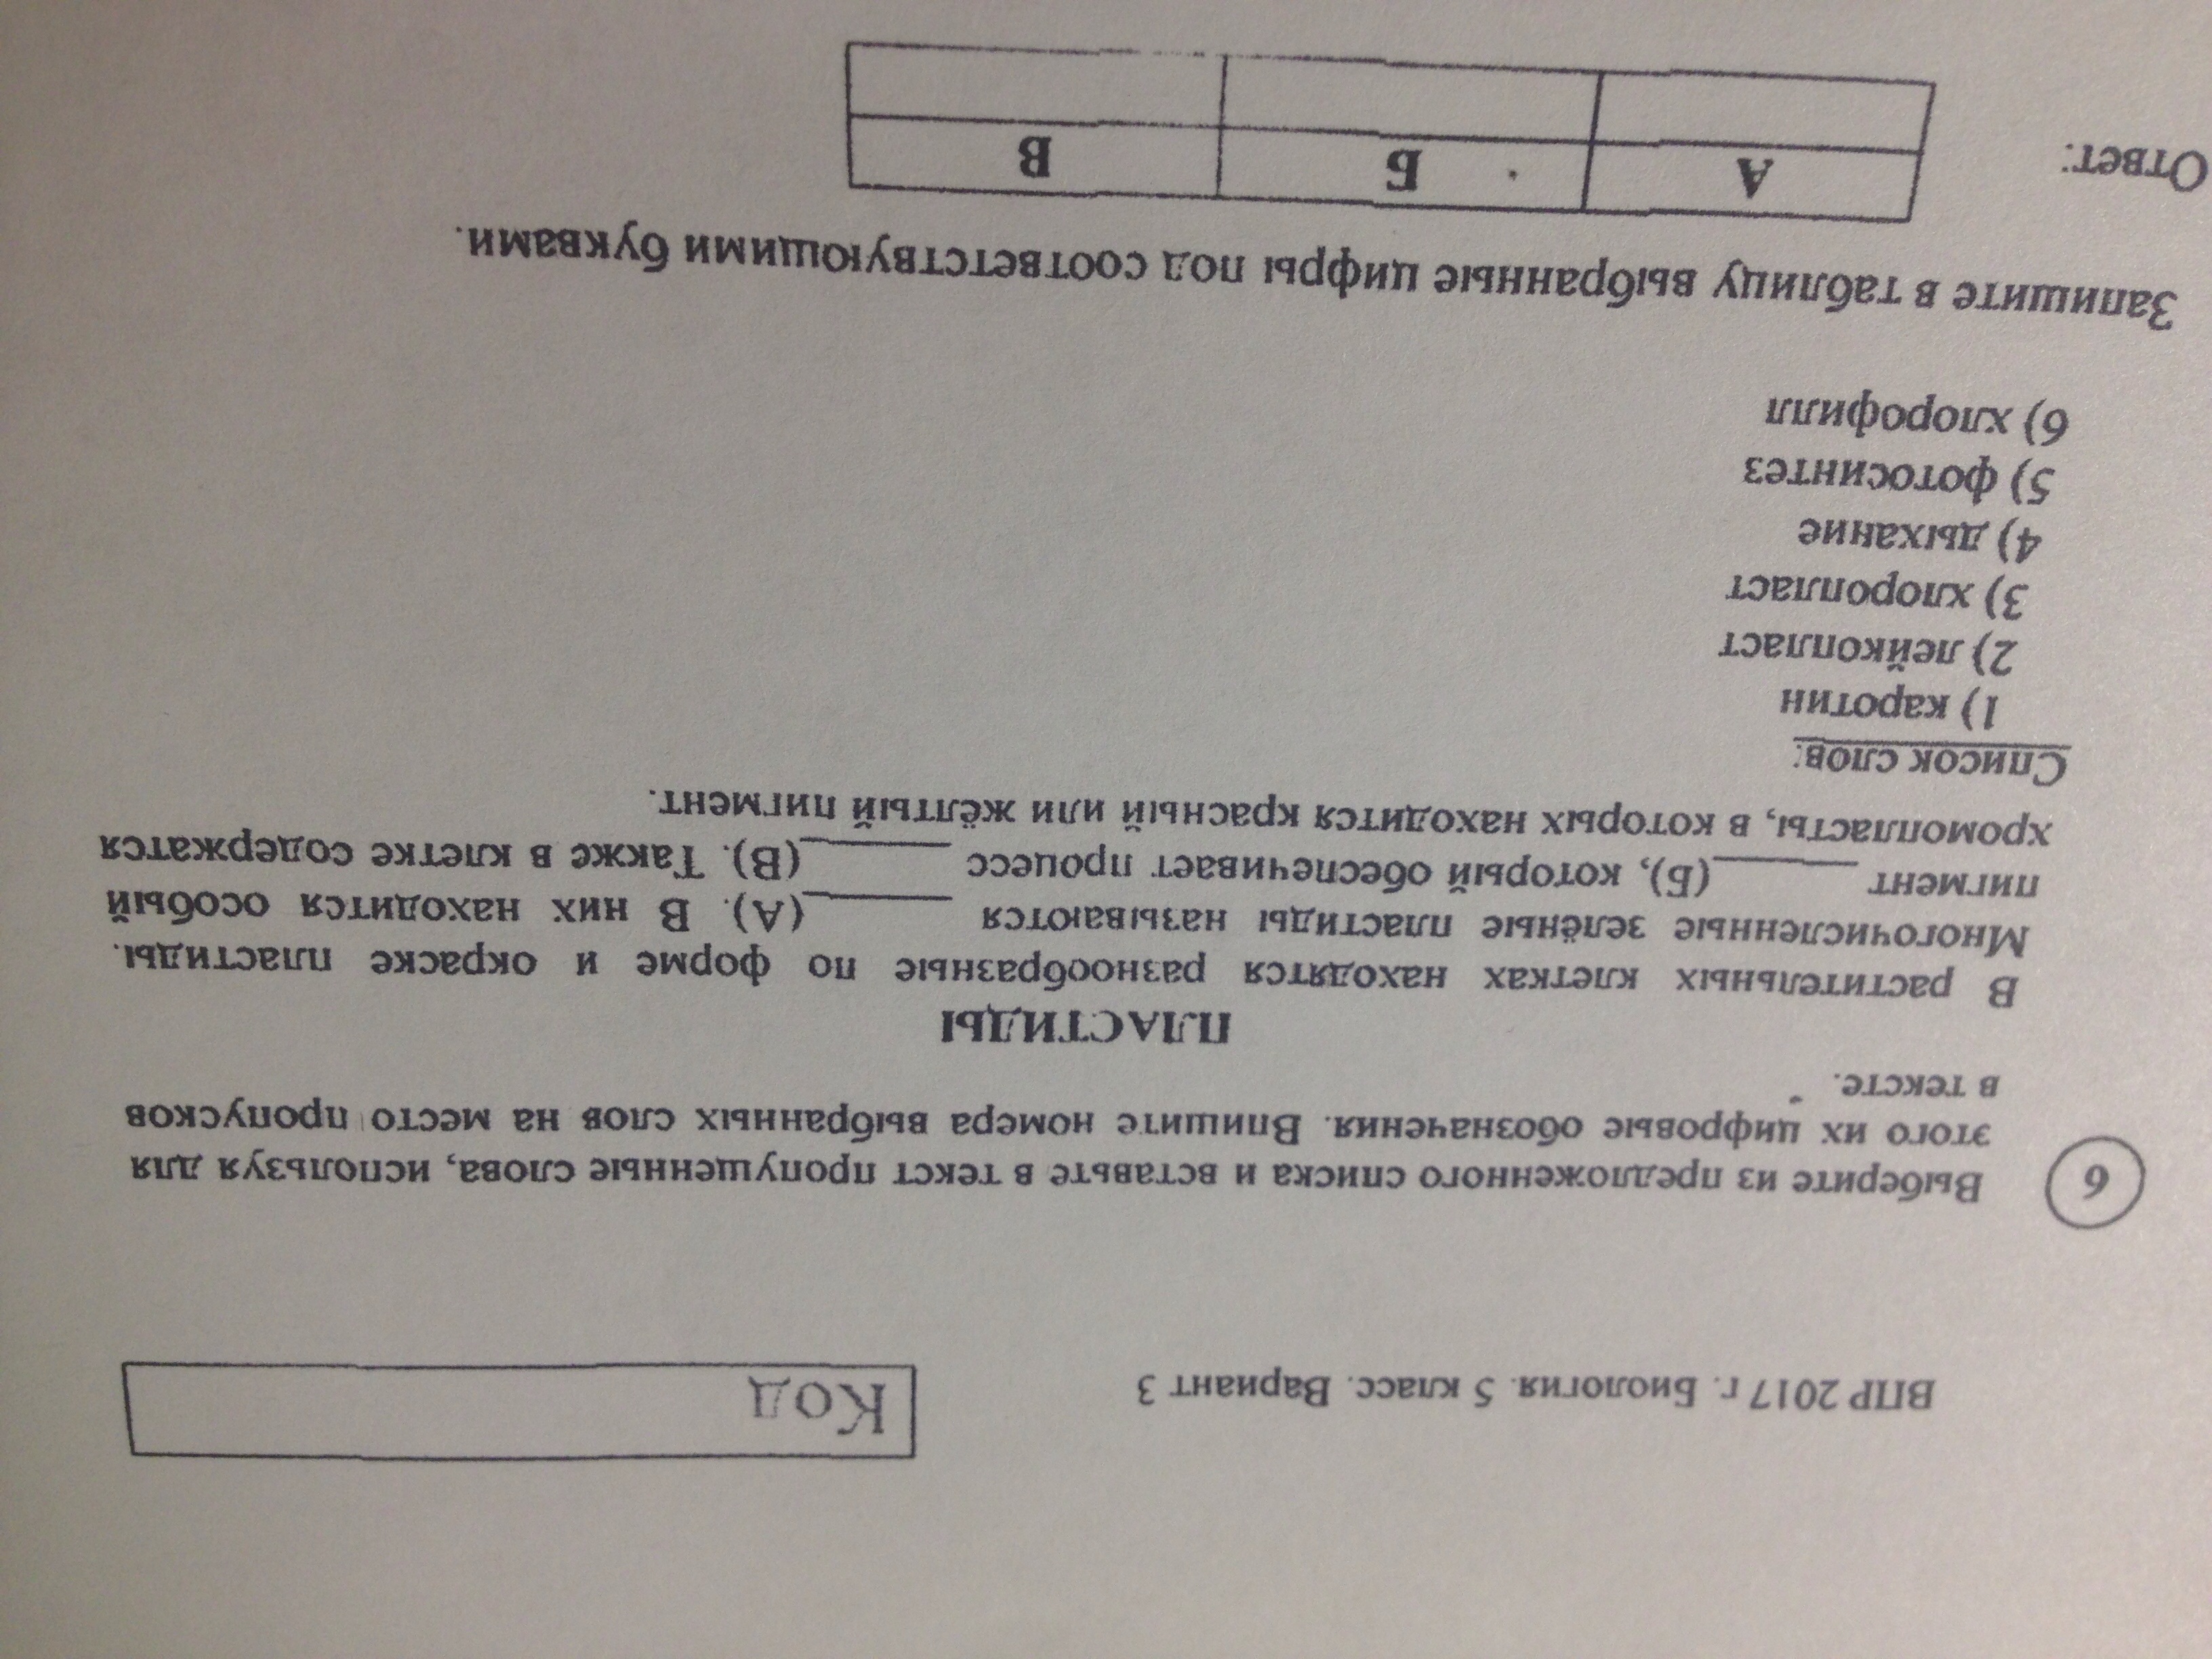 ВПР 2017 г. Биология. 5 класс. Вариант 3
Код
6
Выберите из предложенного списка и вставьте в текст пропущенные слова, используя для
этого их цифровые обозначения. Впишите номера выбранных слов на место пропусков
в тексте.
ПЛАСТИДЫ
В растительных клетках находятся разнообразные по форме и окраске пластиды.
Многочисленные зелёные пластиды называются ________(А). В них находится особый
пигмент ________(Б), который обеспечивает процесс ________(В). Также в клетке содержатся
хромопласты, в которых находится красный или жёлтый пигмент.
Список слов:
1) каротин
2) лейкопласт
3) хлоропласт
4) дыхание
5) фотосинтез
6) хлорофилл
Запишите в таблицу выбранные цифры под соответствующими буквами.
Ответ:
А Б В